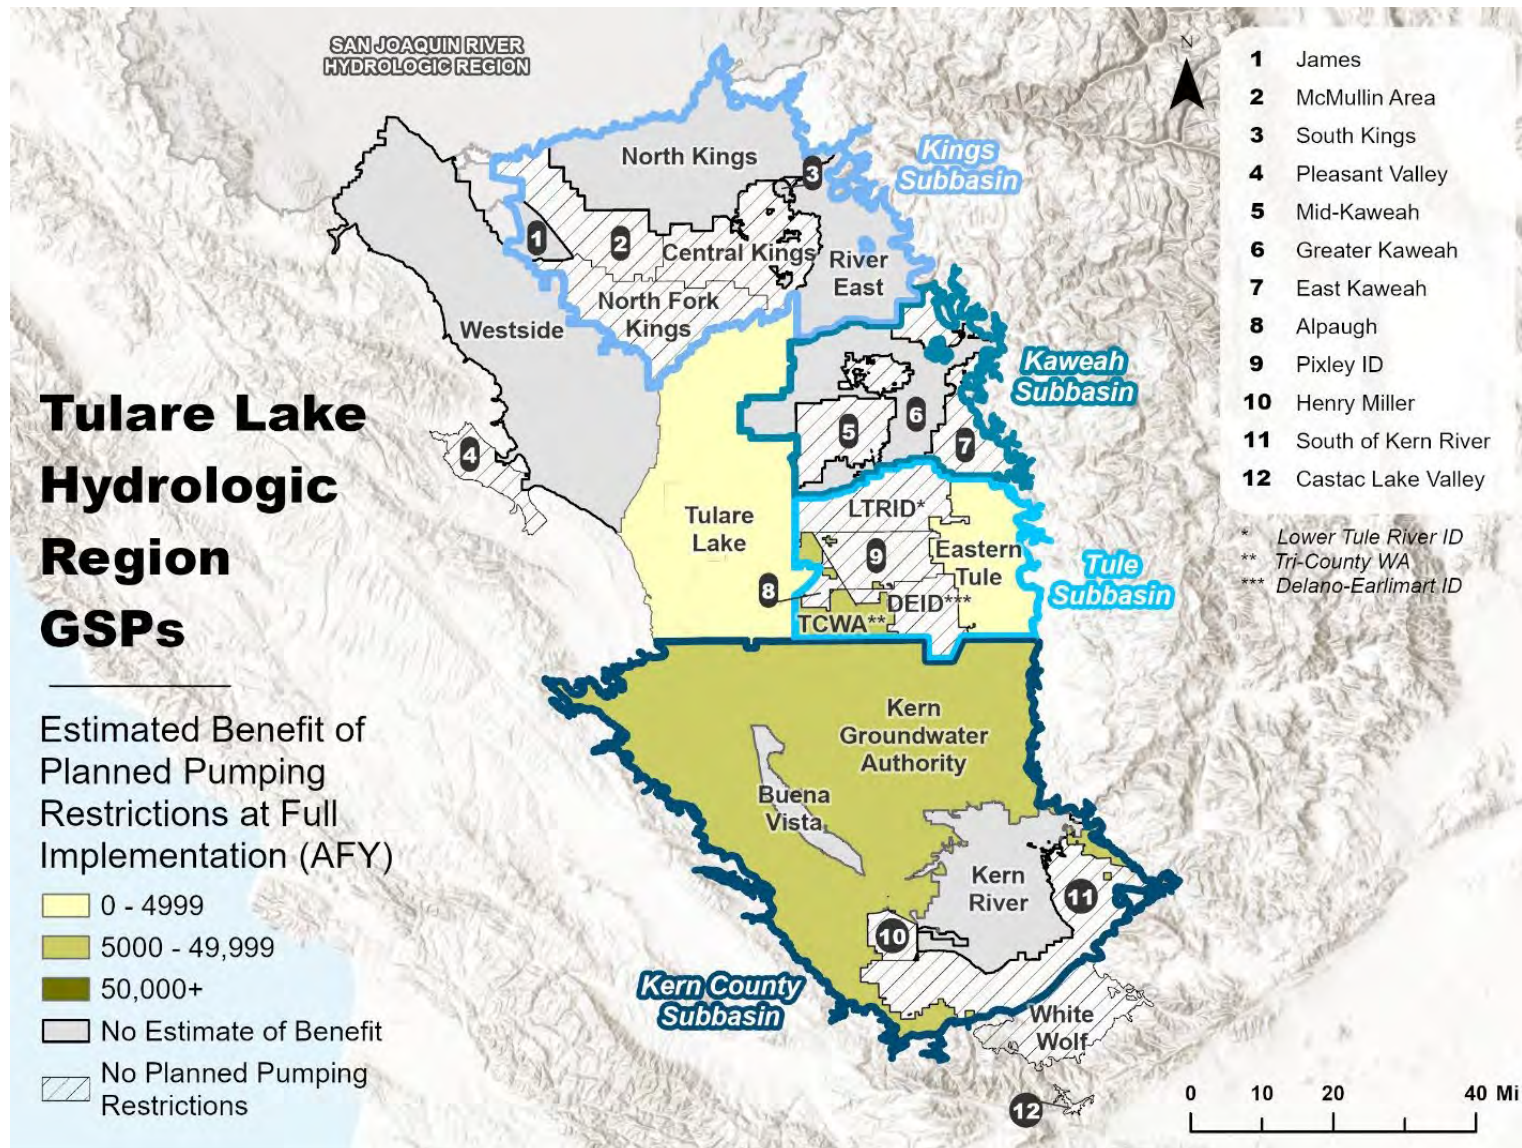 SAN JOAQUIN RIVER
HYDROLOGIC REGION
N
1 James
2 McMullin Area
3 South Kings
4 Pleasant Valley
5 Mid-Kaweah
6 Greater Kaweah
7 East Kaweah
8 Alpaugh
9 Pixley ID
10 Henry Miller
11 South of Kern River
12 Castac Lake Valley
* Lower Tule River ID
** Tri-County WA
*** Delano-Earlimart ID
North Kings
Kings
Subbasin
3
1
2
Central Kings
River
East
North Fork
Kings
Westside
Kaweah
Subbasin
6
5
7
4
Tulare Lake
Hydrologic
Region
GSPs
LTRID*
Tulare
Lake
9
Eastern
Tule
Tule
Subbasin
8
DEID***
TCWA**
Kern
Groundwater
Authority
Buena
Vista
Kern
River
11
10
Kern County
Subbasin
White
Wolf
12
Estimated Benefit of
Planned Pumping
Restrictions at Full
Implementation (AFY)
0 - 4999
5000 - 49,999
50,000+
No Estimate of Benefit
No Planned Pumping
Restrictions
0 10 20 40 Mi